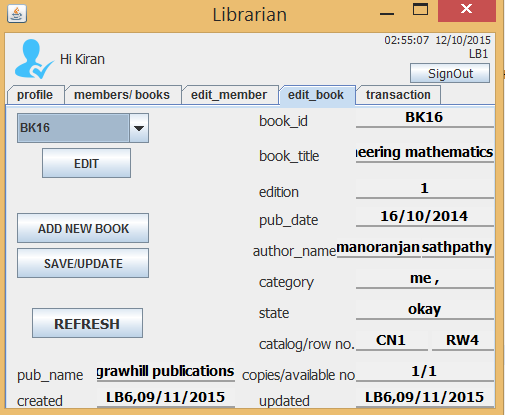 Librarian
02:55:07 12/10/2015
LB1
Hi Kiran
SignOut
profile members/ books edit_member edit_book transaction
BK16
EDIT
ADD NEW BOOK
SAVE/UPDATE
REFRESH
book_id BK16
book_title neering mathematics
edition 1
pub_date 16/10/2014
author_name manoranjan sathpathy
category me ,
state okay
catalog/row no. CN1 RW4
pub_name grawhill publications copies/available no 1/1
created LB6,09/11/2015 updated LB6,09/11/2015